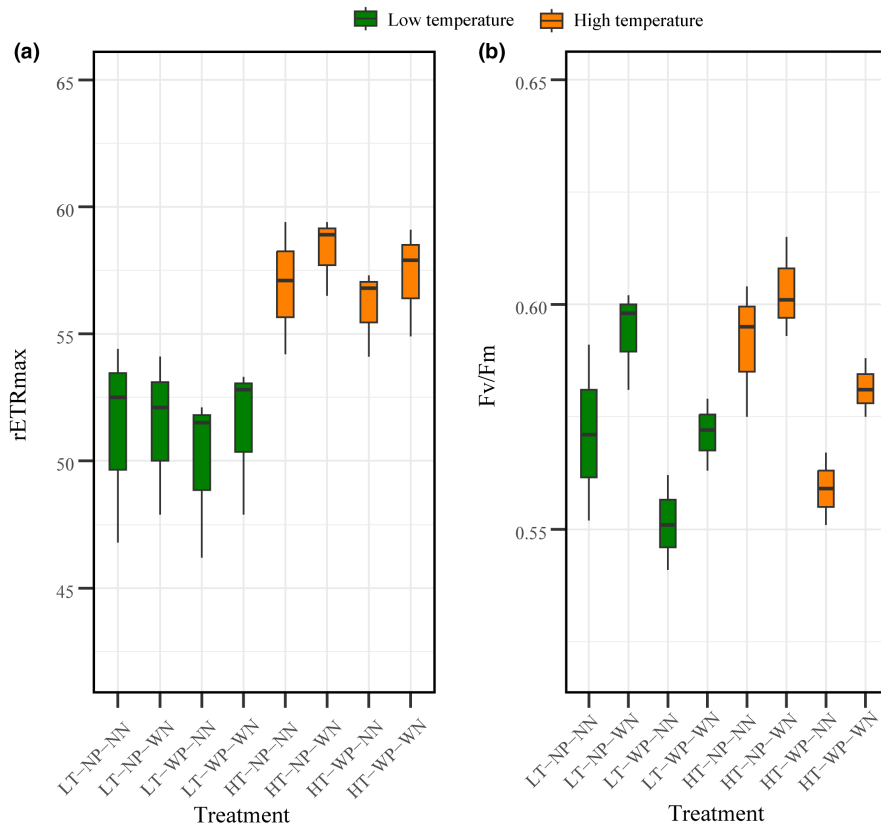 Low temperature High temperature
(a)
65
60
55
50
45
rETRmax
LT-NP-NN
LT-NP-WN
LT-WP-NN
LT-WP-WN
HT-NP-NN
HT-NP-WN
HT-WP-NN
HT-WP-WN
Treatment
(b)
0.65
0.60
0.55
Fv/Fm
LT-NP-NN
LT-NP-WN
LT-WP-NN
LT-WP-WN
HT-NP-NN
HT-NP-WN
HT-WP-NN
HT-WP-WN
Treatment